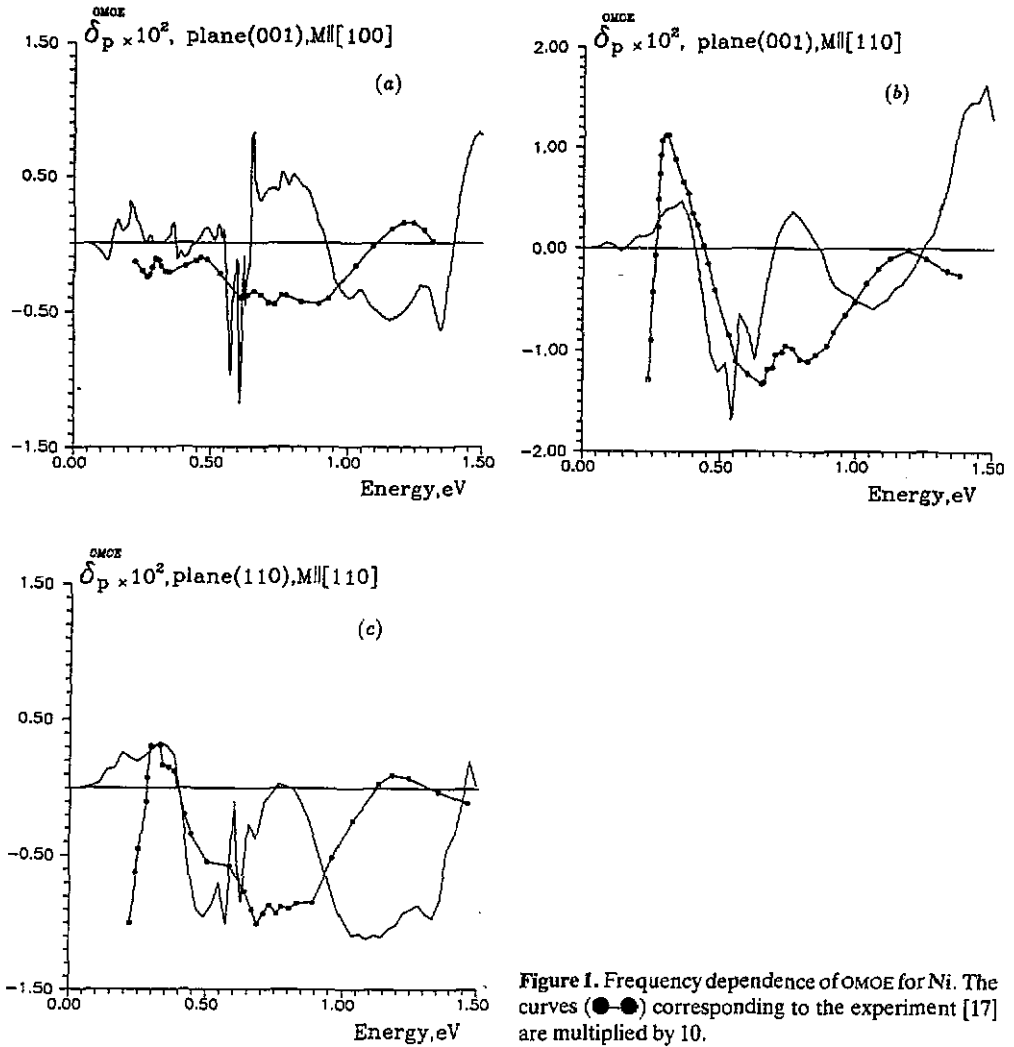 OMOE
δp ×10², plane(001),M∥[100]
1.50
(a)
0.50
0.00
−0.50
−1.50
0.00 0.50 1.00 1.50
Energy,eV
OMOE
δp ×10², plane(001),M∥[110]
2.00
(b)
1.00
0.00
−1.00
−2.00
0.00 0.50 1.00 1.50
Energy,eV
OMOE
δp ×10²,plane(110),M∥[110]
1.50
(c)
0.50
0.00
−0.50
−1.50
0.00 0.50 1.00 1.50
Energy,eV
Figure 1. Frequency dependence of OMOE for Ni. The
curves (●–●) corresponding to the experiment [17]
are multiplied by 10.